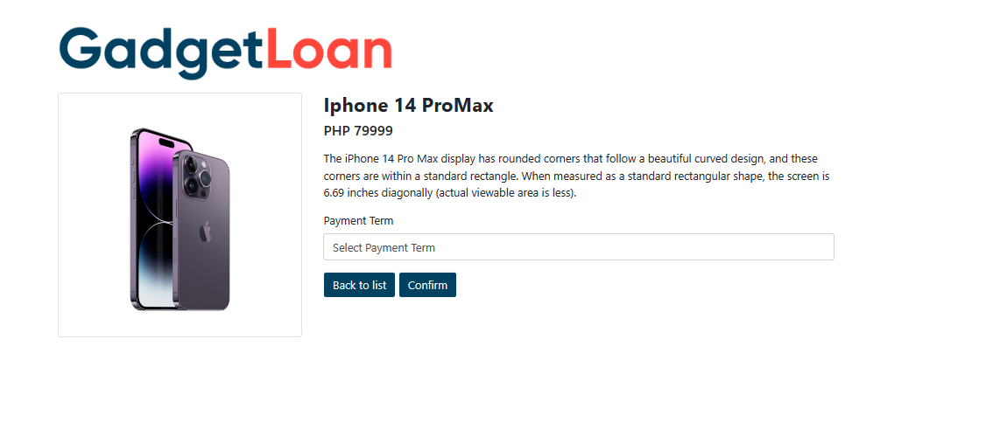 GadgetLoan
Iphone 14 ProMax
PHP 79999
The iPhone 14 Pro Max display has rounded corners that follow a beautiful curved design, and these
corners are within a standard rectangle. When measured as a standard rectangular shape, the screen is
6.69 inches diagonally (actual viewable area is less).
Payment Term
Select Payment Term
Back to list Confirm